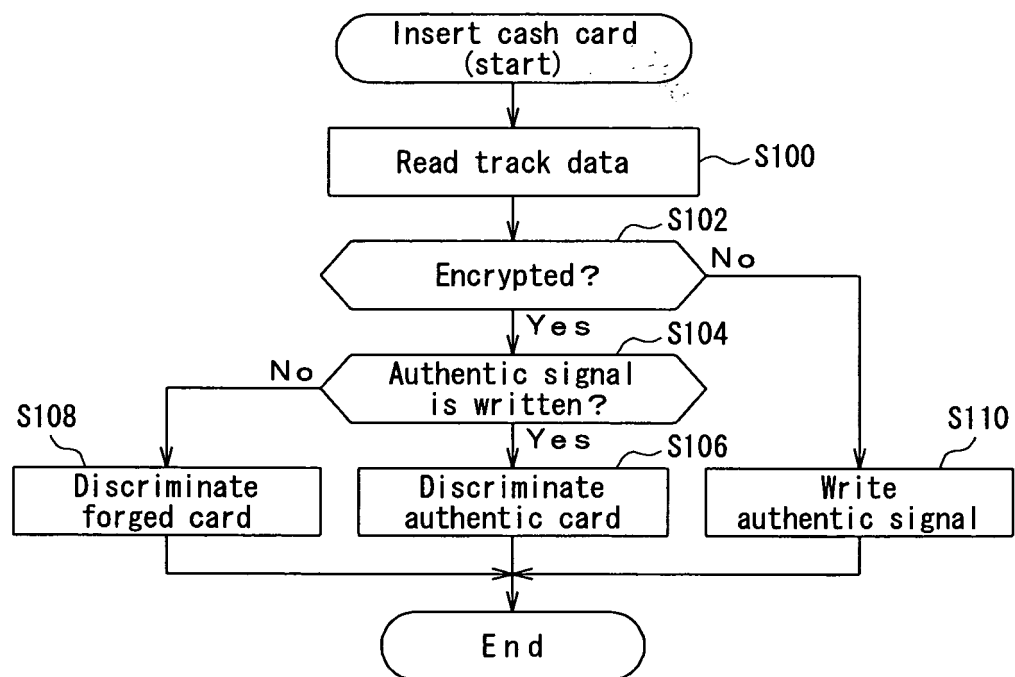 Insert cash card
(start)
Read track data
S100
S102
Encrypted?
No
Yes
S104
No
Authentic signal
is written?
S108
Yes
S106
S110
Discriminate
forged card
Discriminate
authentic card
Write
authentic signal
End